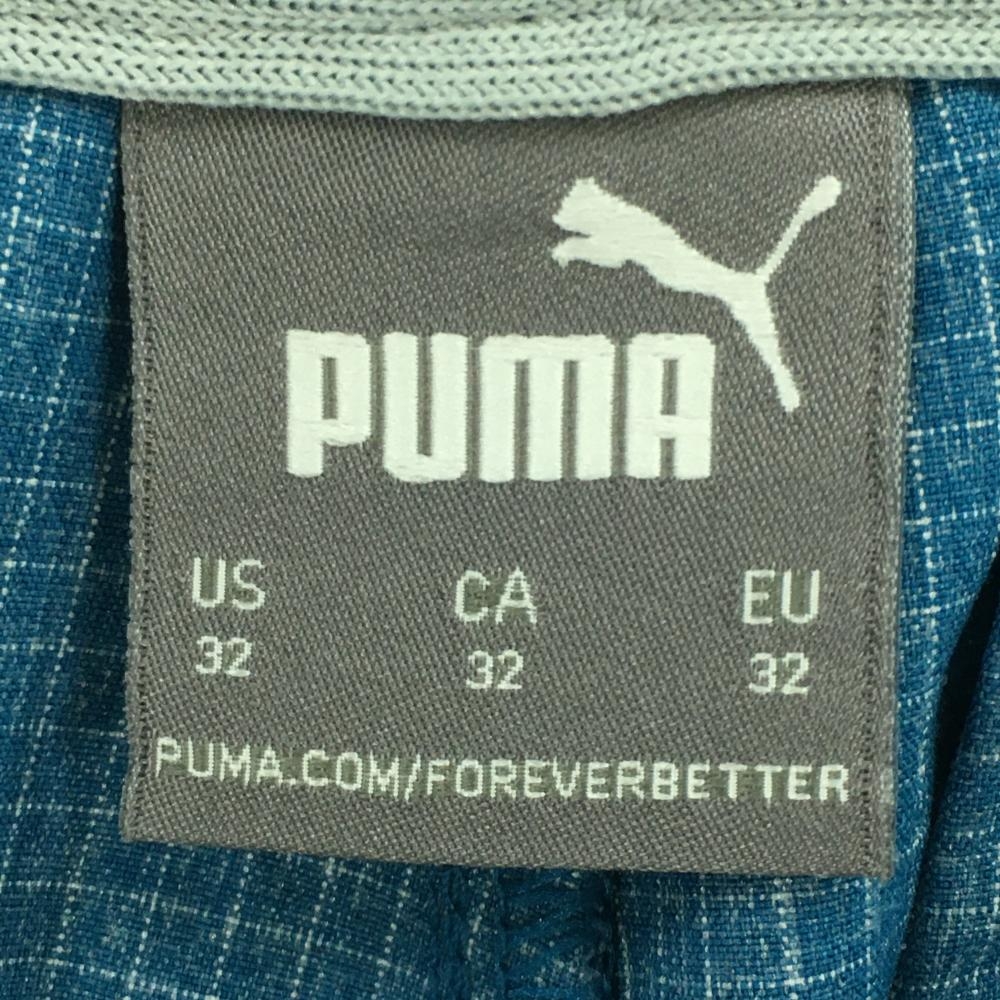 PUMA
US CA EU
32 32 32
PUMA.COM/FOREVERBETTER